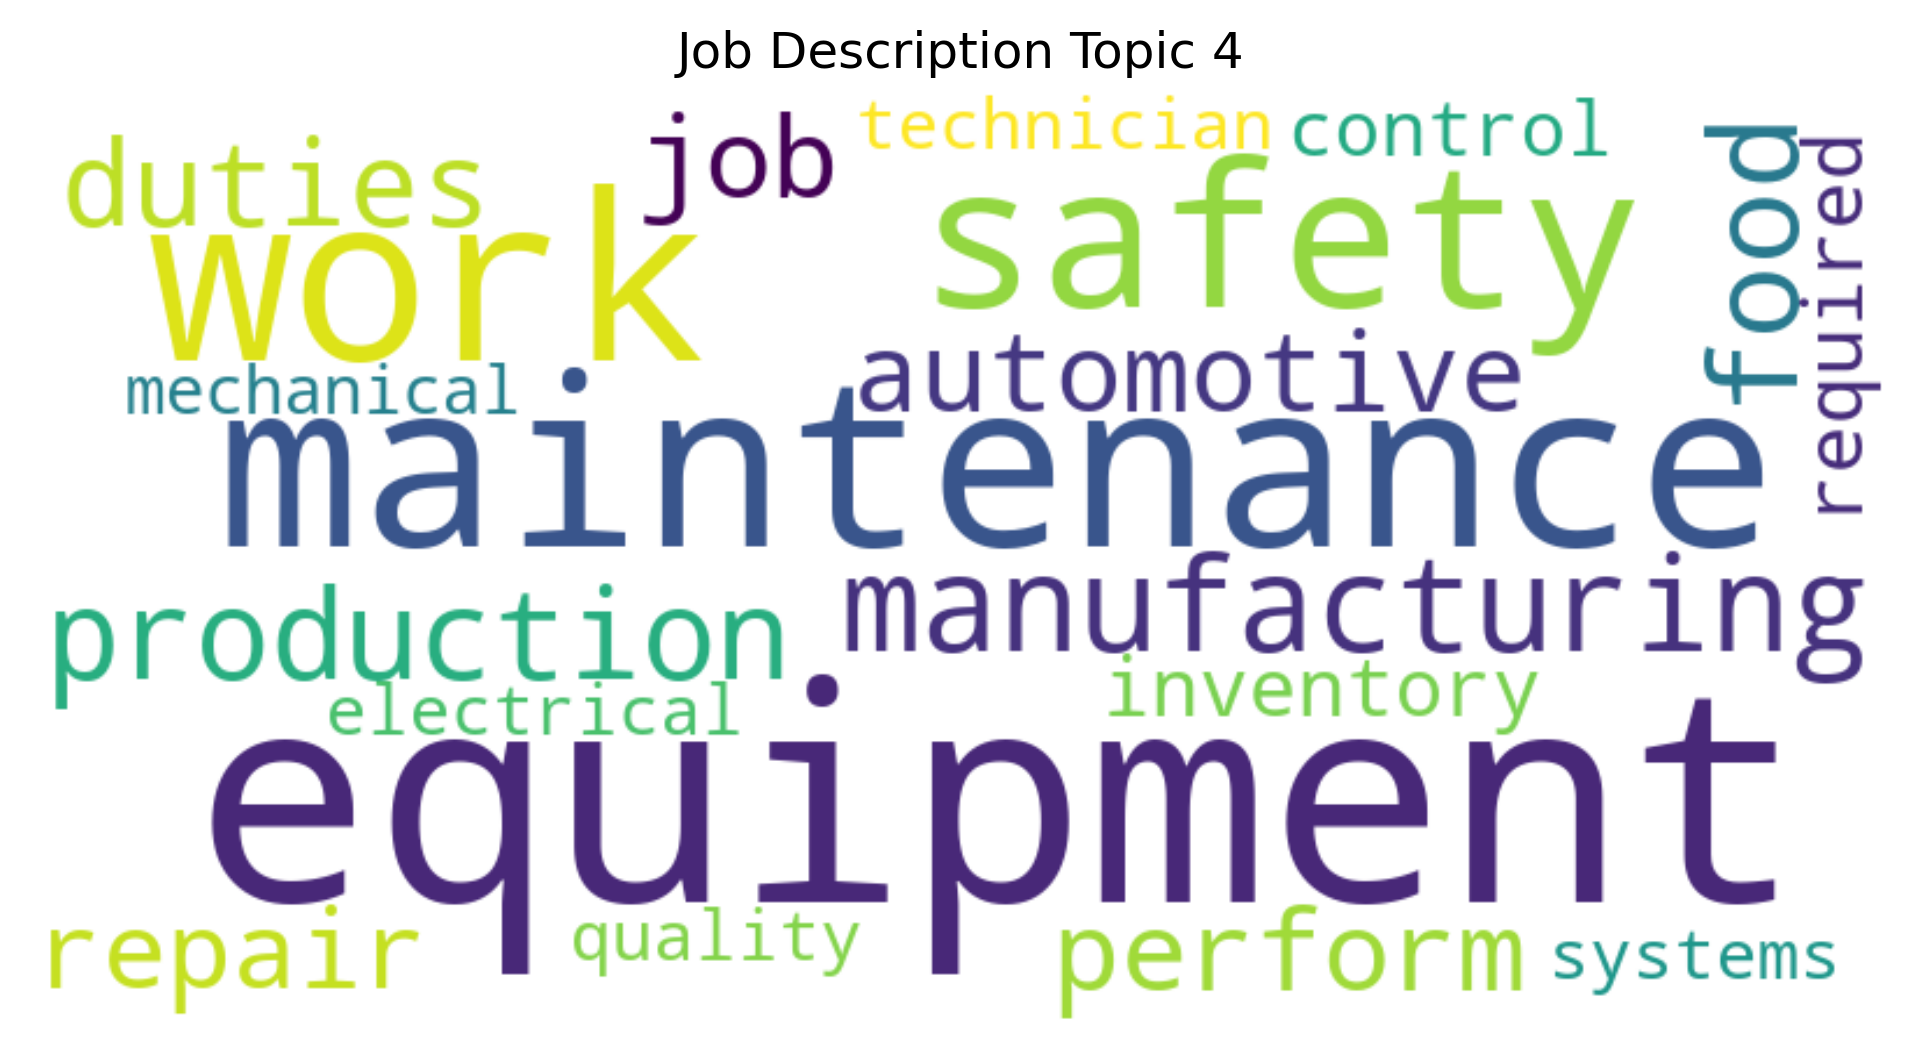 Job Description Topic 4
technician
control
job
duties
safety
work
food
required
automotive
mechanical
maintenance
manufacturing
production
inventory
electrical
equipment
repair
quality
perform
systems